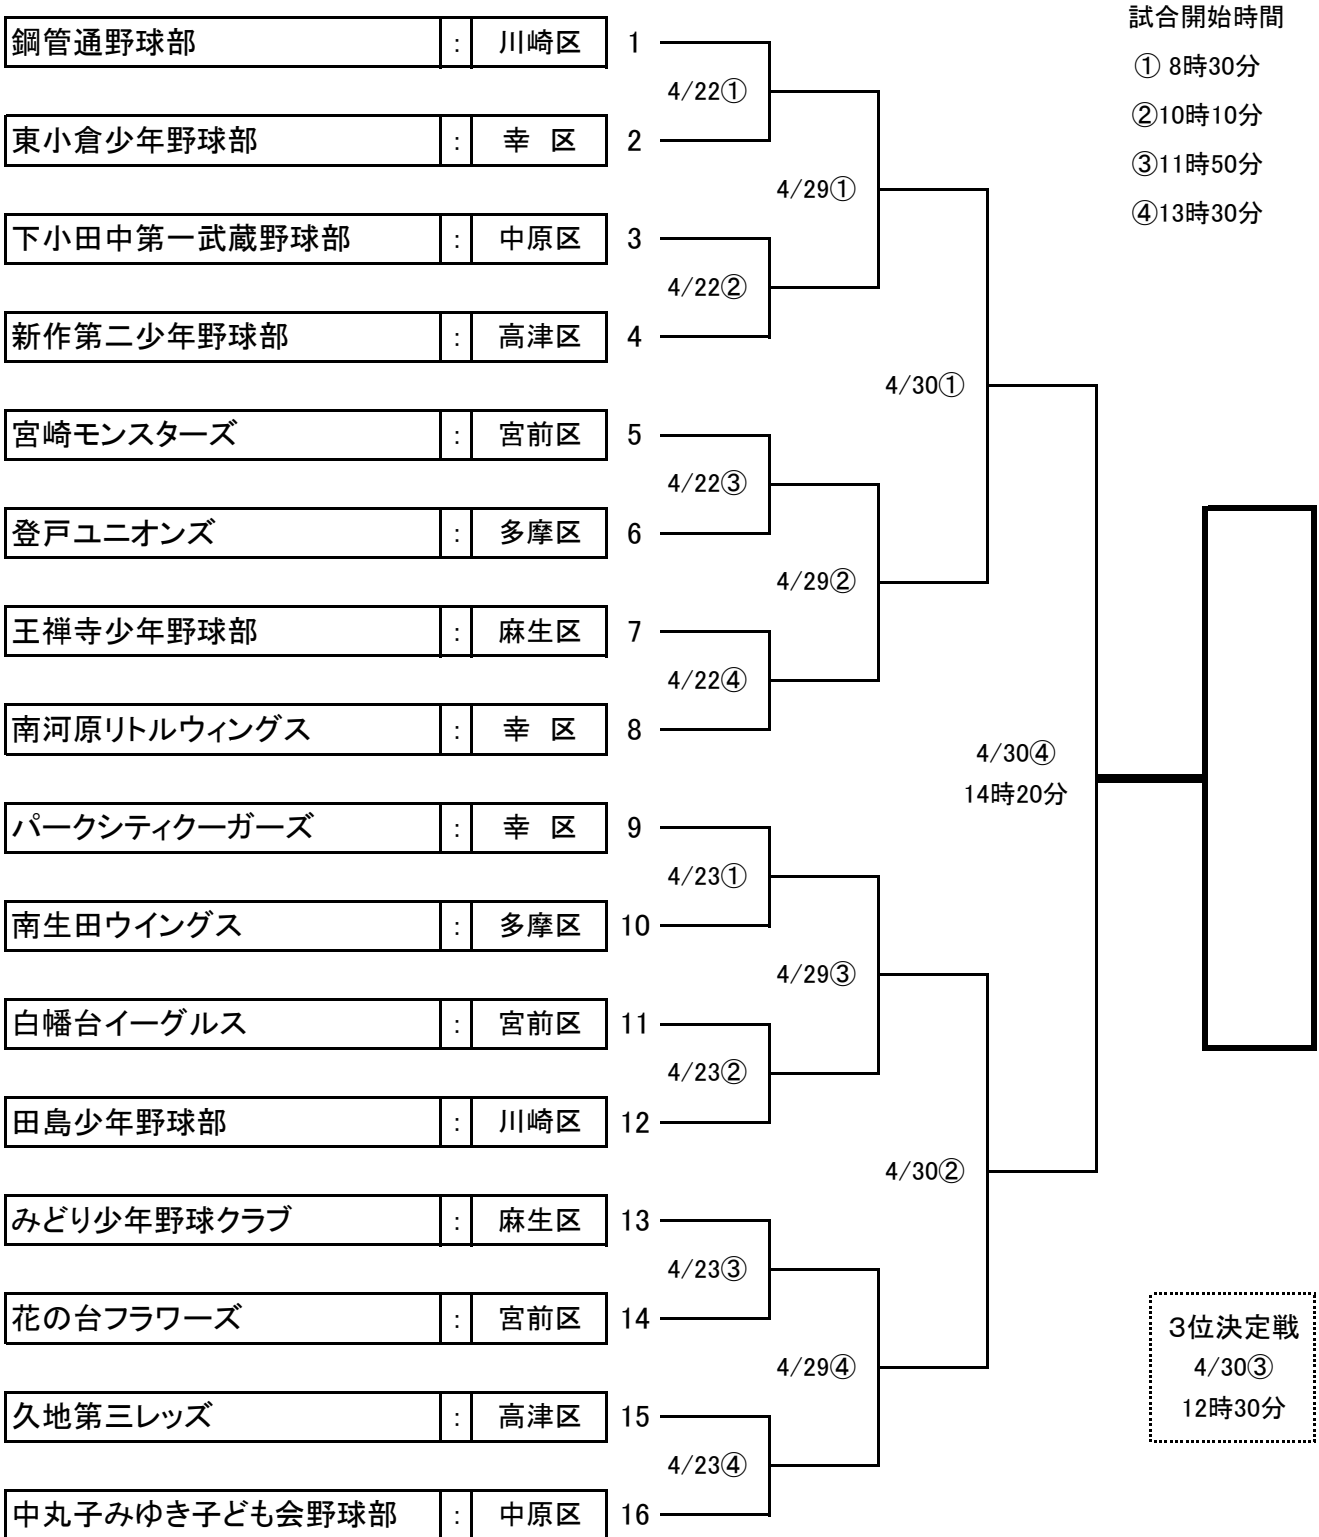 試合開始時間
① 8時30分
②10時10分
③11時50分
④13時30分
鋼管通野球部 : 川崎区 1
4/22①
東小倉少年野球部 : 幸 区 2
4/29①
下小田中第一武蔵野球部 : 中原区 3
4/22②
新作第二少年野球部 : 高津区 4
4/30①
宮崎モンスターズ : 宮前区 5
4/22③
登戸ユニオンズ : 多摩区 6
4/29②
王禅寺少年野球部 : 麻生区 7
4/22④
南河原リトルウィングス : 幸 区 8
4/30④
14時20分
パークシティクーガーズ : 幸 区 9
4/23①
南生田ウイングス : 多摩区 10
4/29③
白幡台イーグルス : 宮前区 11
4/23②
田島少年野球部 : 川崎区 12
4/30②
みどり少年野球クラブ : 麻生区 13
4/23③
花の台フラワーズ : 宮前区 14
4/29④
久地第三レッズ : 高津区 15
4/23④
中丸子みゆき子ども会野球部 : 中原区 16
3位決定戦
4/30③
12時30分